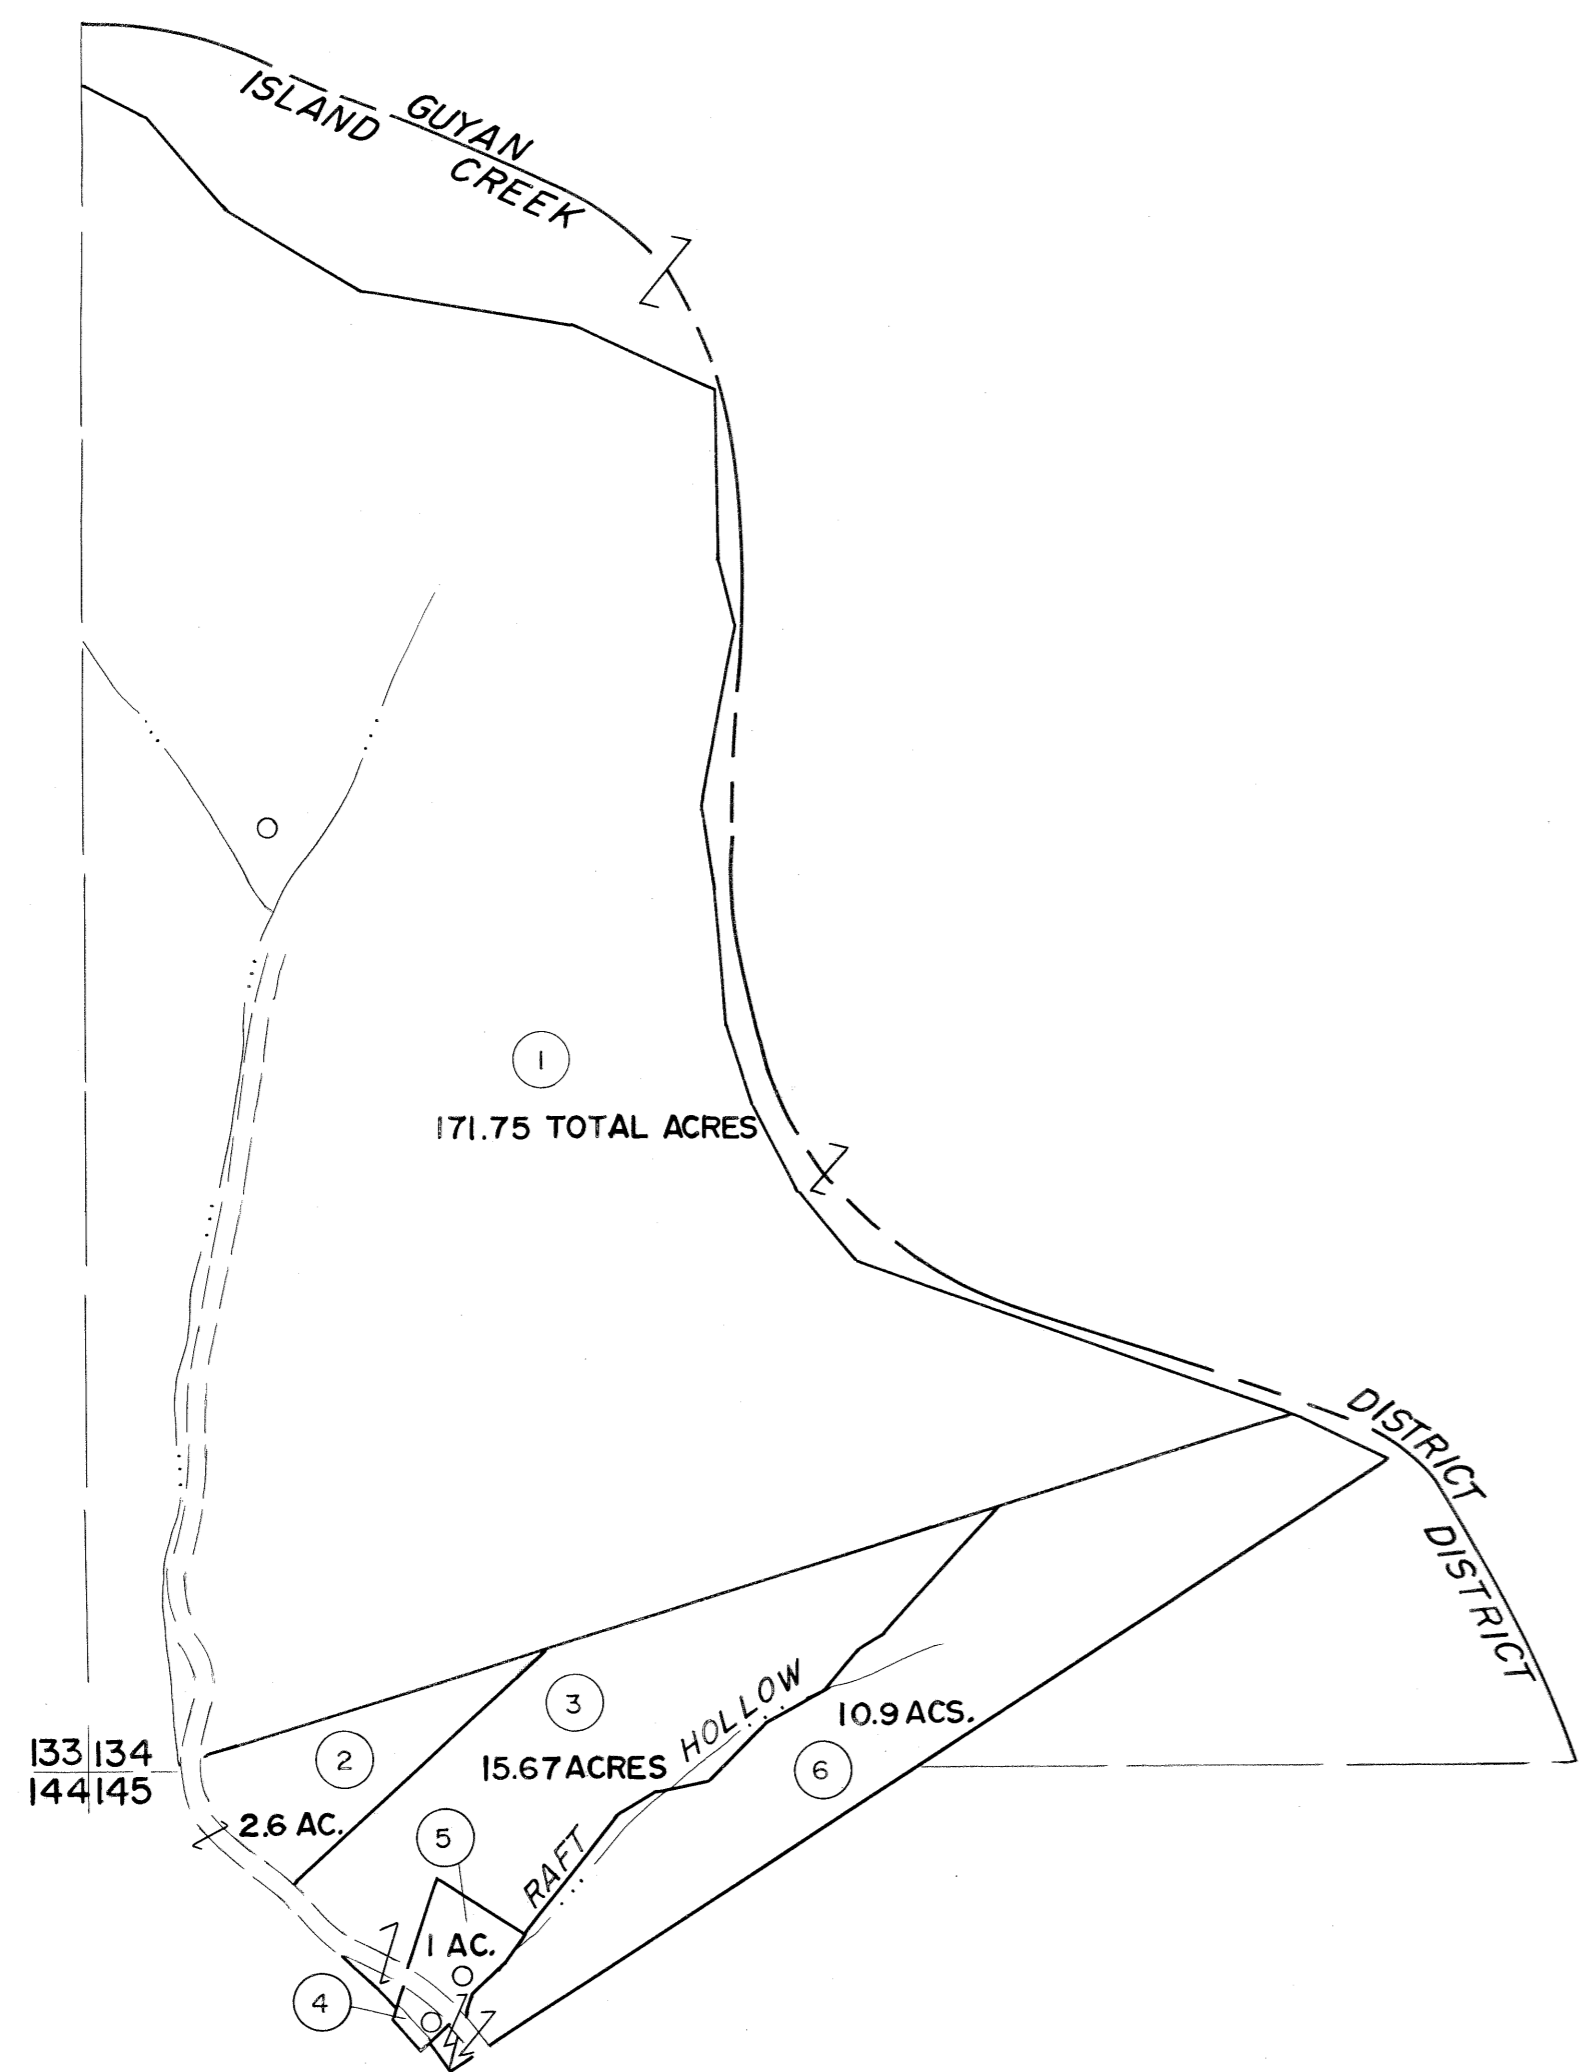 GUYAN
ISLAND CREEK
1
171.75 TOTAL ACRES
DISTRICT
DISTRICT
3
HOLLOW
10.9 ACS.
133 134
2
15.67 ACRES
6
144 145
2.6 AC.
5
RAFT
1 AC.
4